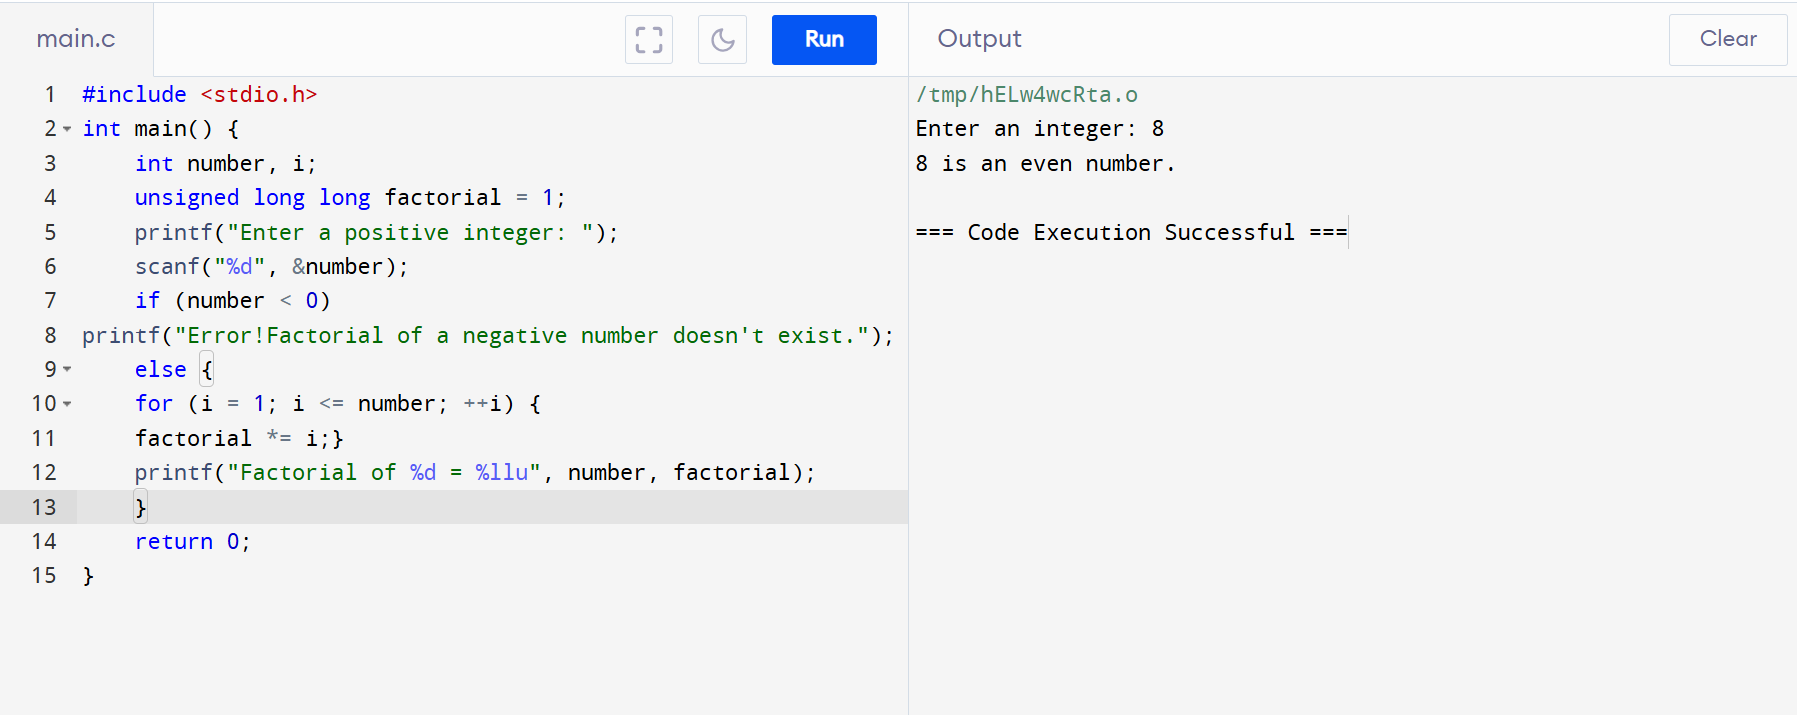 main.c
Run
Output
Clear
1 #include <stdio.h>
2 int main() {
3     int number, i;
4     unsigned long long factorial = 1;
5     printf("Enter a positive integer: ");
6     scanf("%d", &number);
7     if (number < 0)
8 printf("Error!Factorial of a negative number doesn't exist.");
9     else {
10     for (i = 1; i <= number; ++i) {
11     factorial *= i;}
12     printf("Factorial of %d = %llu", number, factorial);
13     }
14     return 0;
15 }
/tmp/hELw4wcRta.o
Enter an integer: 8
8 is an even number.
=== Code Execution Successful ===